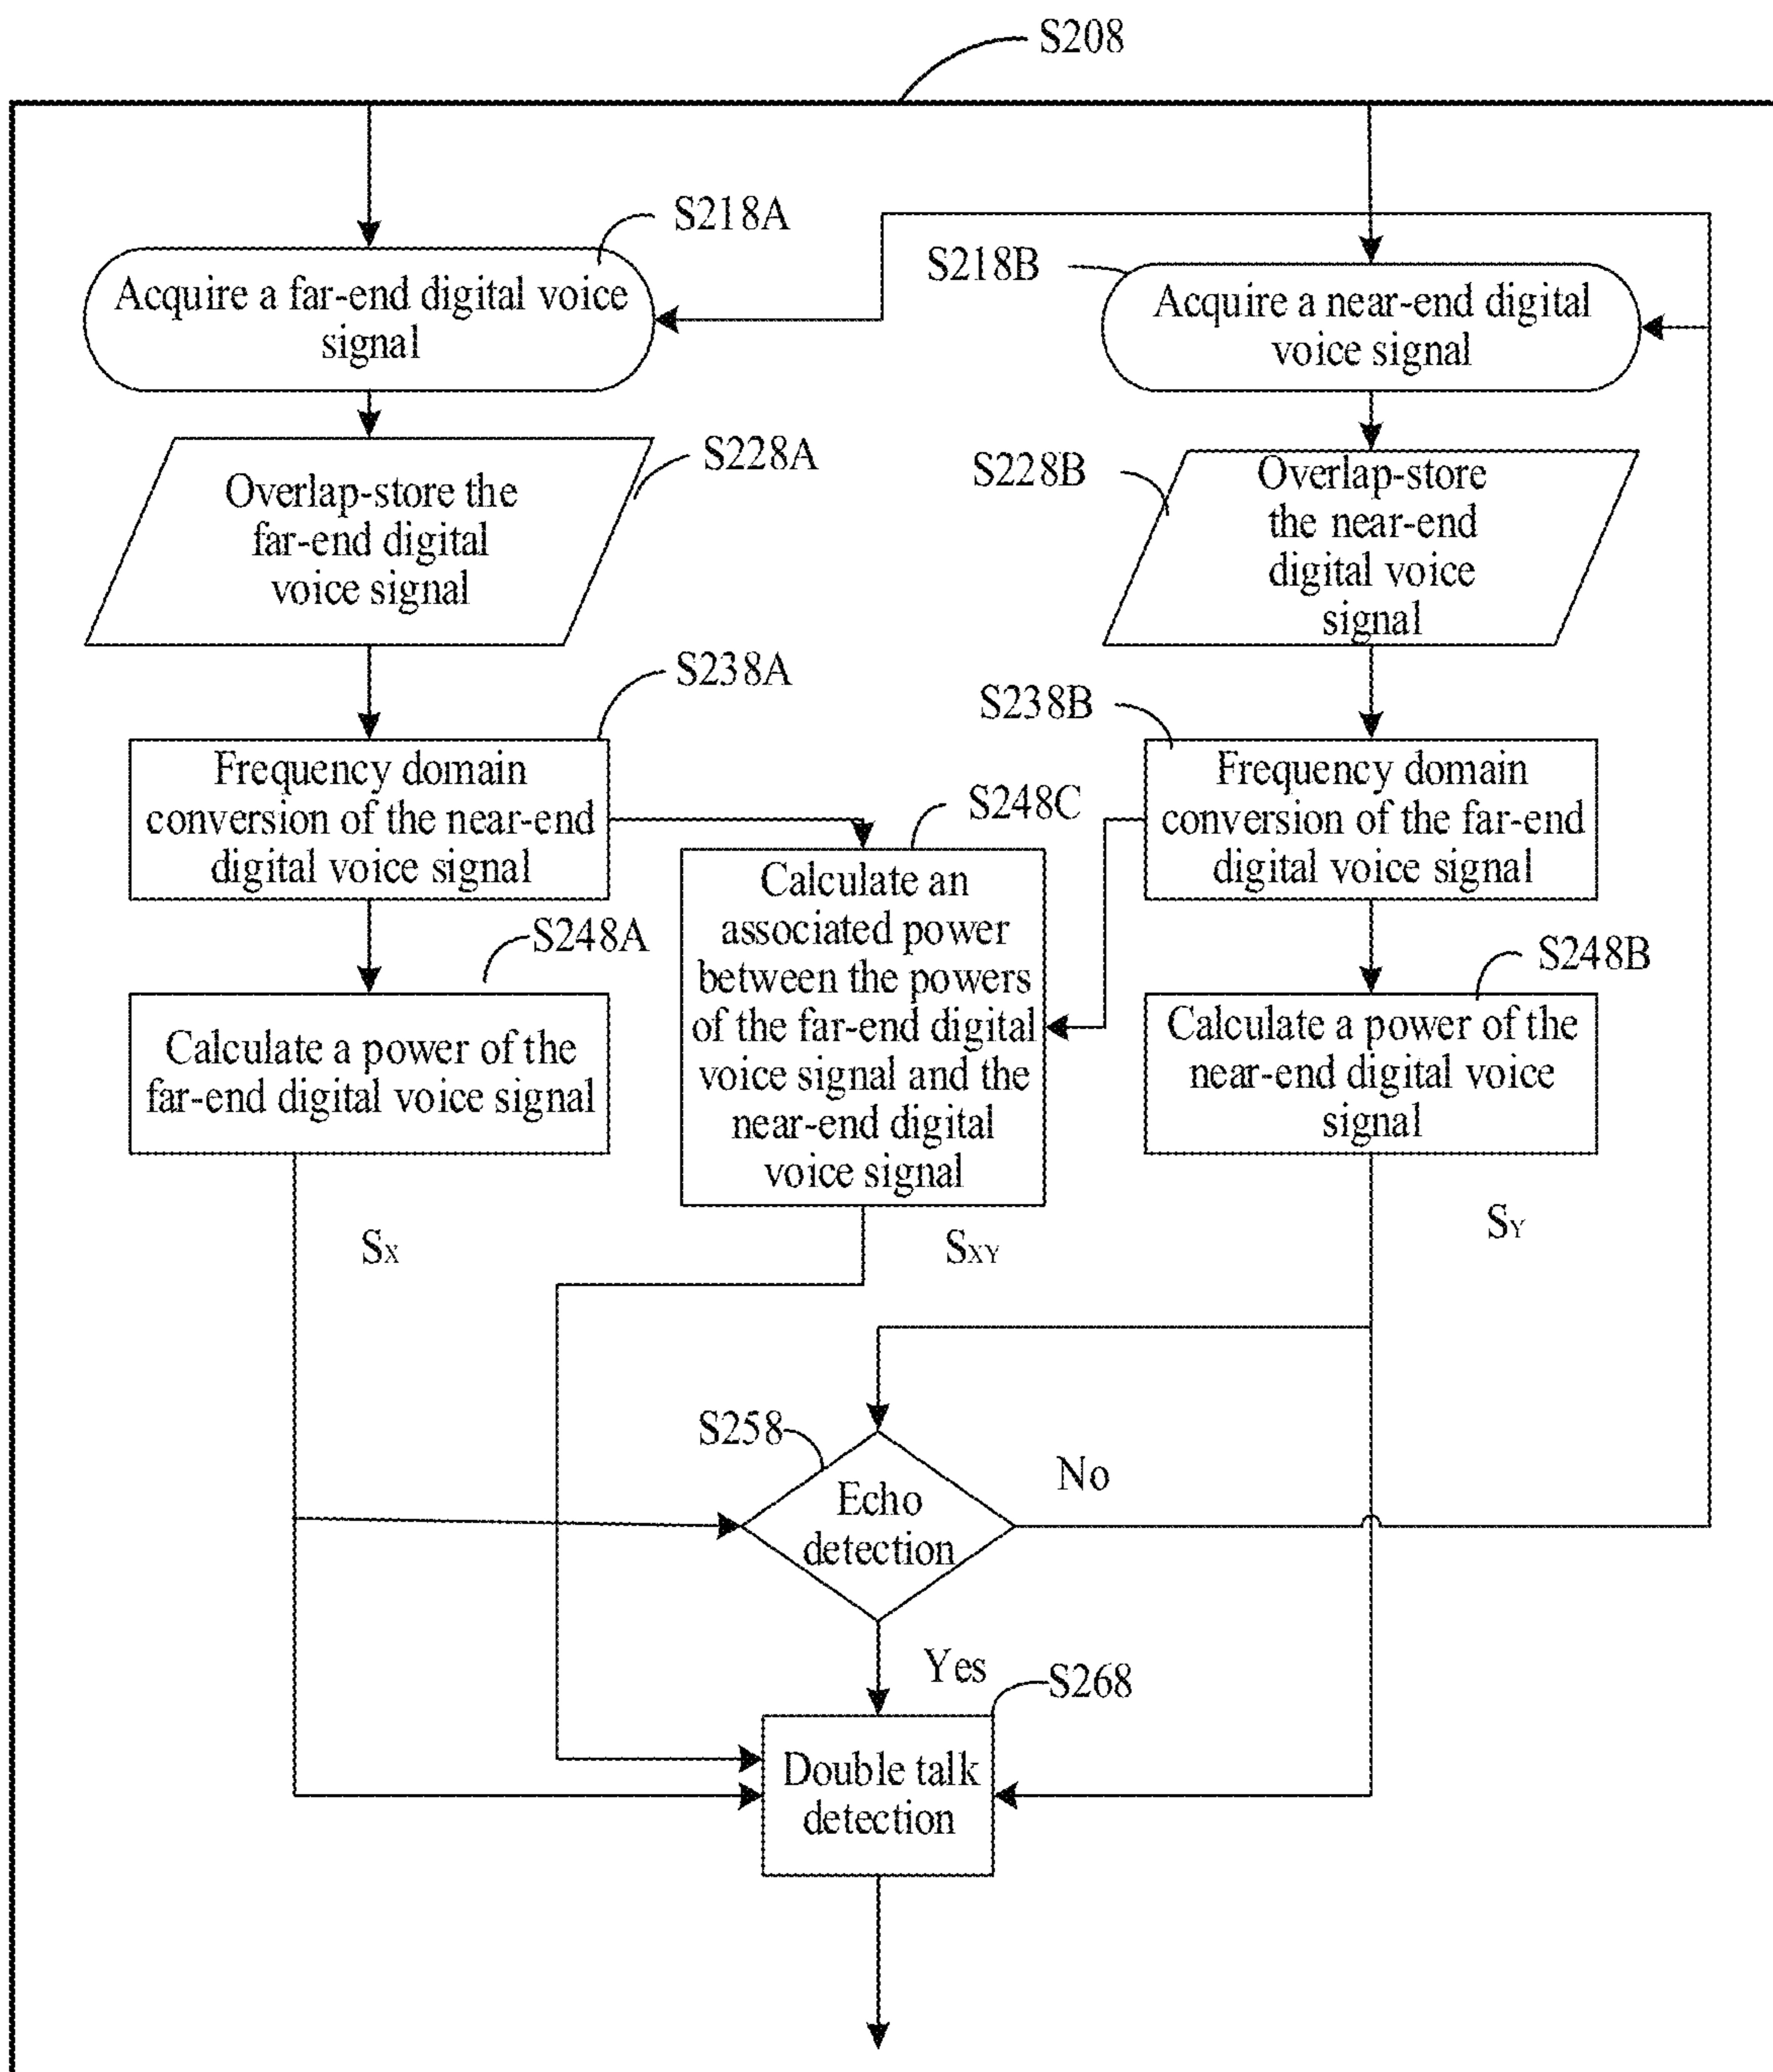 S208
S218A
Acquire a far-end digital voice
signal
S218B
Acquire a near-end digital
voice signal
S228A
Overlap-store the
far-end digital
voice signal
S228B
Overlap-store
the near-end
digital voice
signal
S238A
Frequency domain
conversion of the near-end
digital voice signal
S238B
Frequency domain
conversion of the far-end
digital voice signal
S248C
Calculate an
associated power
between the powers
of the far-end digital
voice signal and the
near-end digital
voice signal
S248A
Calculate a power of the
far-end digital voice signal
S248B
Calculate a power of the
near-end digital voice
signal
SX
SXY
SY
S258
Echo
detection
No
Yes
S268
Double talk
detection